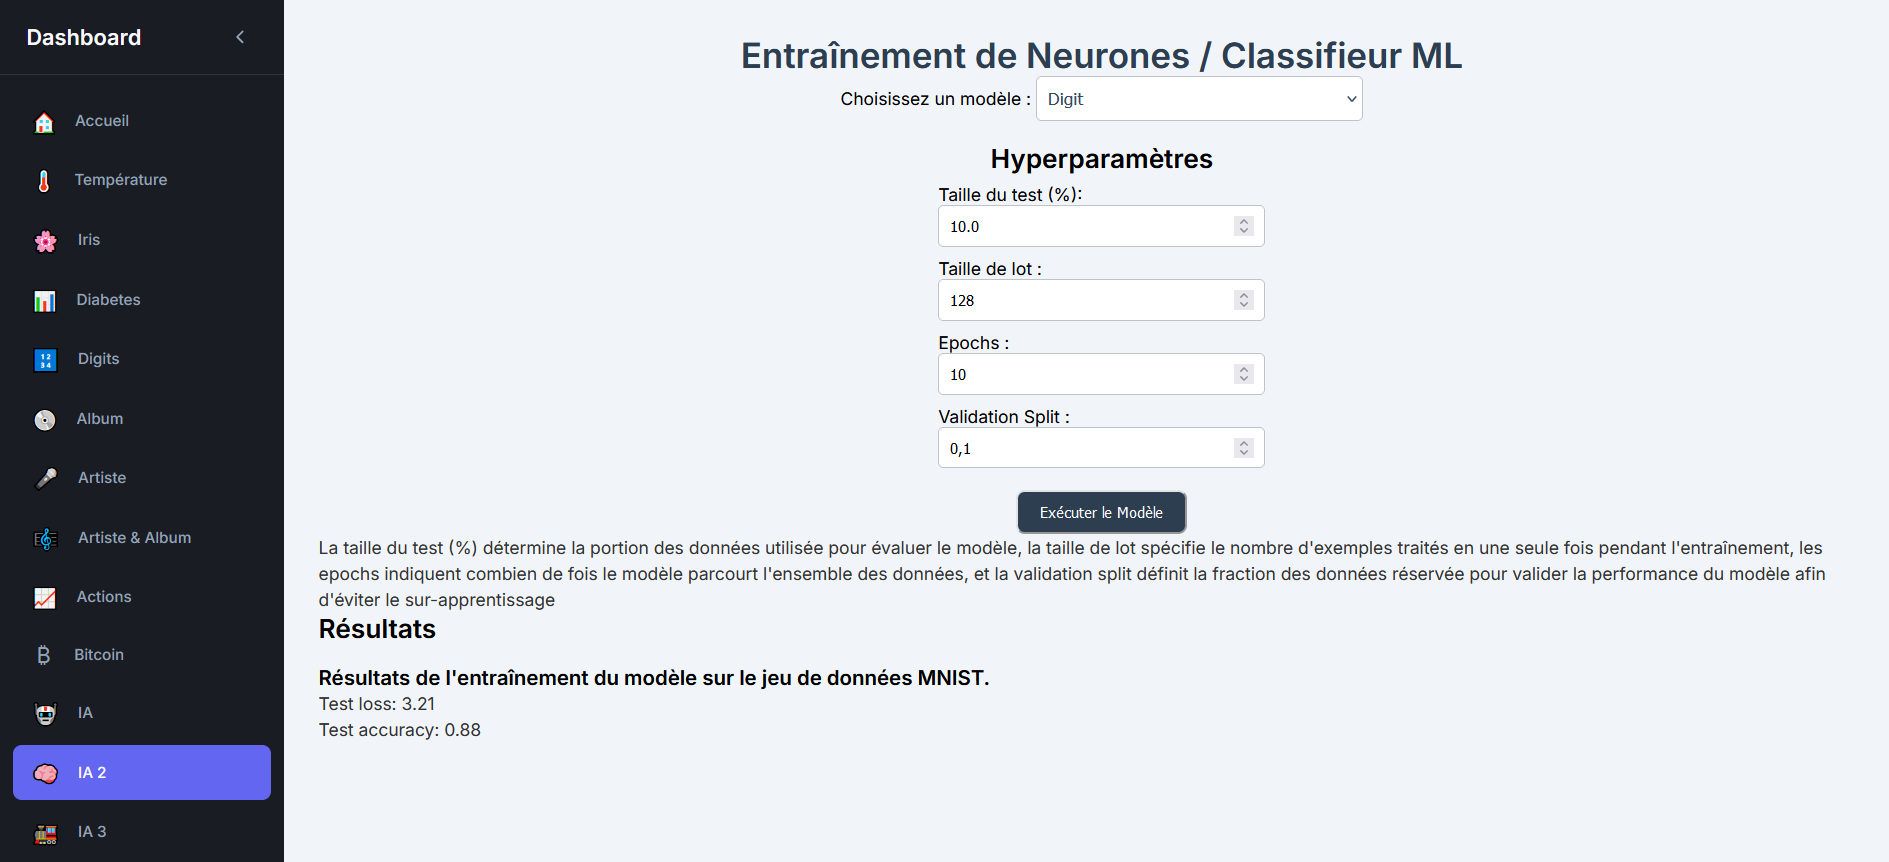 Dashboard
Accueil
Température
Iris
Diabetes
Digits
Album
Artiste
Artiste & Album
Actions
Bitcoin
IA
IA 2
IA 3
Entraînement de Neurones / Classifieur ML
Choisissez un modèle : Digit
Hyperparamètres
Taille du test (%):
10.0
Taille de lot :
128
Epochs :
10
Validation Split :
0,1
Exécuter le Modèle
La taille du test (%) détermine la portion des données utilisée pour évaluer le modèle, la taille de lot spécifie le nombre d'exemples traités en une seule fois pendant l'entraînement, les
epochs indiquent combien de fois le modèle parcourt l'ensemble des données, et la validation split définit la fraction des données réservée pour valider la performance du modèle afin
d'éviter le sur-apprentissage
Résultats
Résultats de l'entraînement du modèle sur le jeu de données MNIST.
Test loss: 3.21
Test accuracy: 0.88